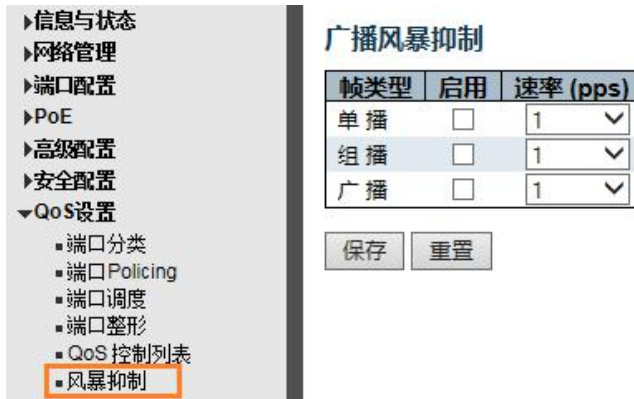 ▸信息与状态
▸网络管理
▸端口配置
▸PoE
▸高级配置
▸安全配置
▾QoS设置
▪端口分类
▪端口Policing
▪端口调度
▪端口整形
▪QoS控制列表
▪风暴抑制
广播风暴抑制
帧类型 启用 速率 (pps)
单 播 1
组 播 1
广 播 1
保存 重置